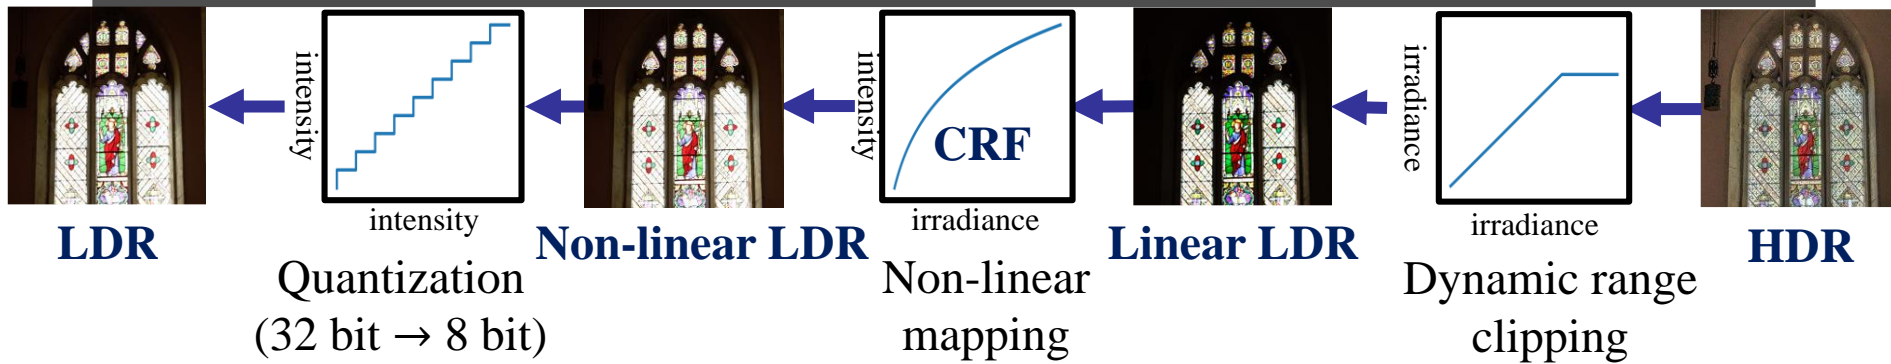 intensity
intensity
irradiance
CRF
intensity
irradiance
irradiance
LDR
Non-linear LDR
Linear LDR
HDR
Quantization
(32 bit → 8 bit)
Non-linear
mapping
Dynamic range
clipping